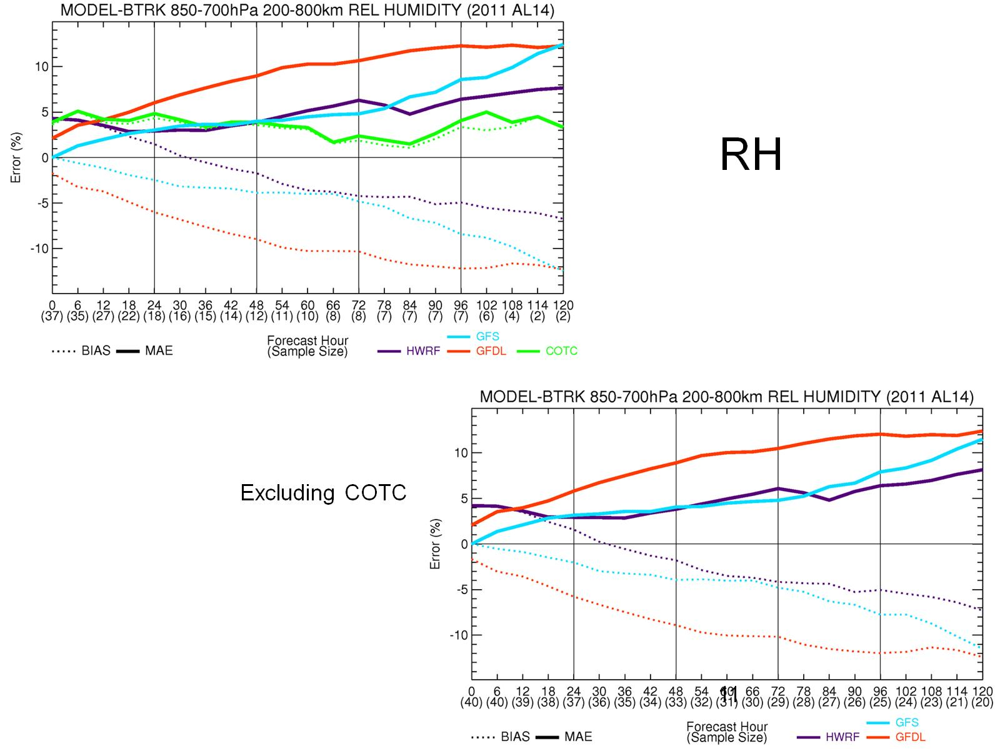 MODEL-BTRK 850-700hPa 200-800km REL HUMIDITY (2011 AL14)
10
5
0
-5
-10
Error (%)
0 6 12 18 24 30 36 42 48 54 60 66 72 78 84 90 96 102 108 114 120
(37) (35) (27) (22) (18) (16) (15) (14) (12) (11) (10) (8) (8) (7) (7) (7) (7) (6) (4) (2) (2)
BIAS MAE
Forecast Hour
(Sample Size)
GFS
HWRF GFDL COTC
RH
Excluding COTC
MODEL-BTRK 850-700hPa 200-800km REL HUMIDITY (2011 AL14)
10
5
0
-5
-10
Error (%)
0 6 12 18 24 30 36 42 48 54 60 66 72 78 84 90 96 102 108 114 120
(40) (40) (39) (38) (37) (36) (35) (34) (33) (32) (31) (30) (29) (28) (27) (26) (25) (24) (23) (21) (20)
11
BIAS MAE
Forecast Hour
(Sample Size)
GFS
HWRF GFDL